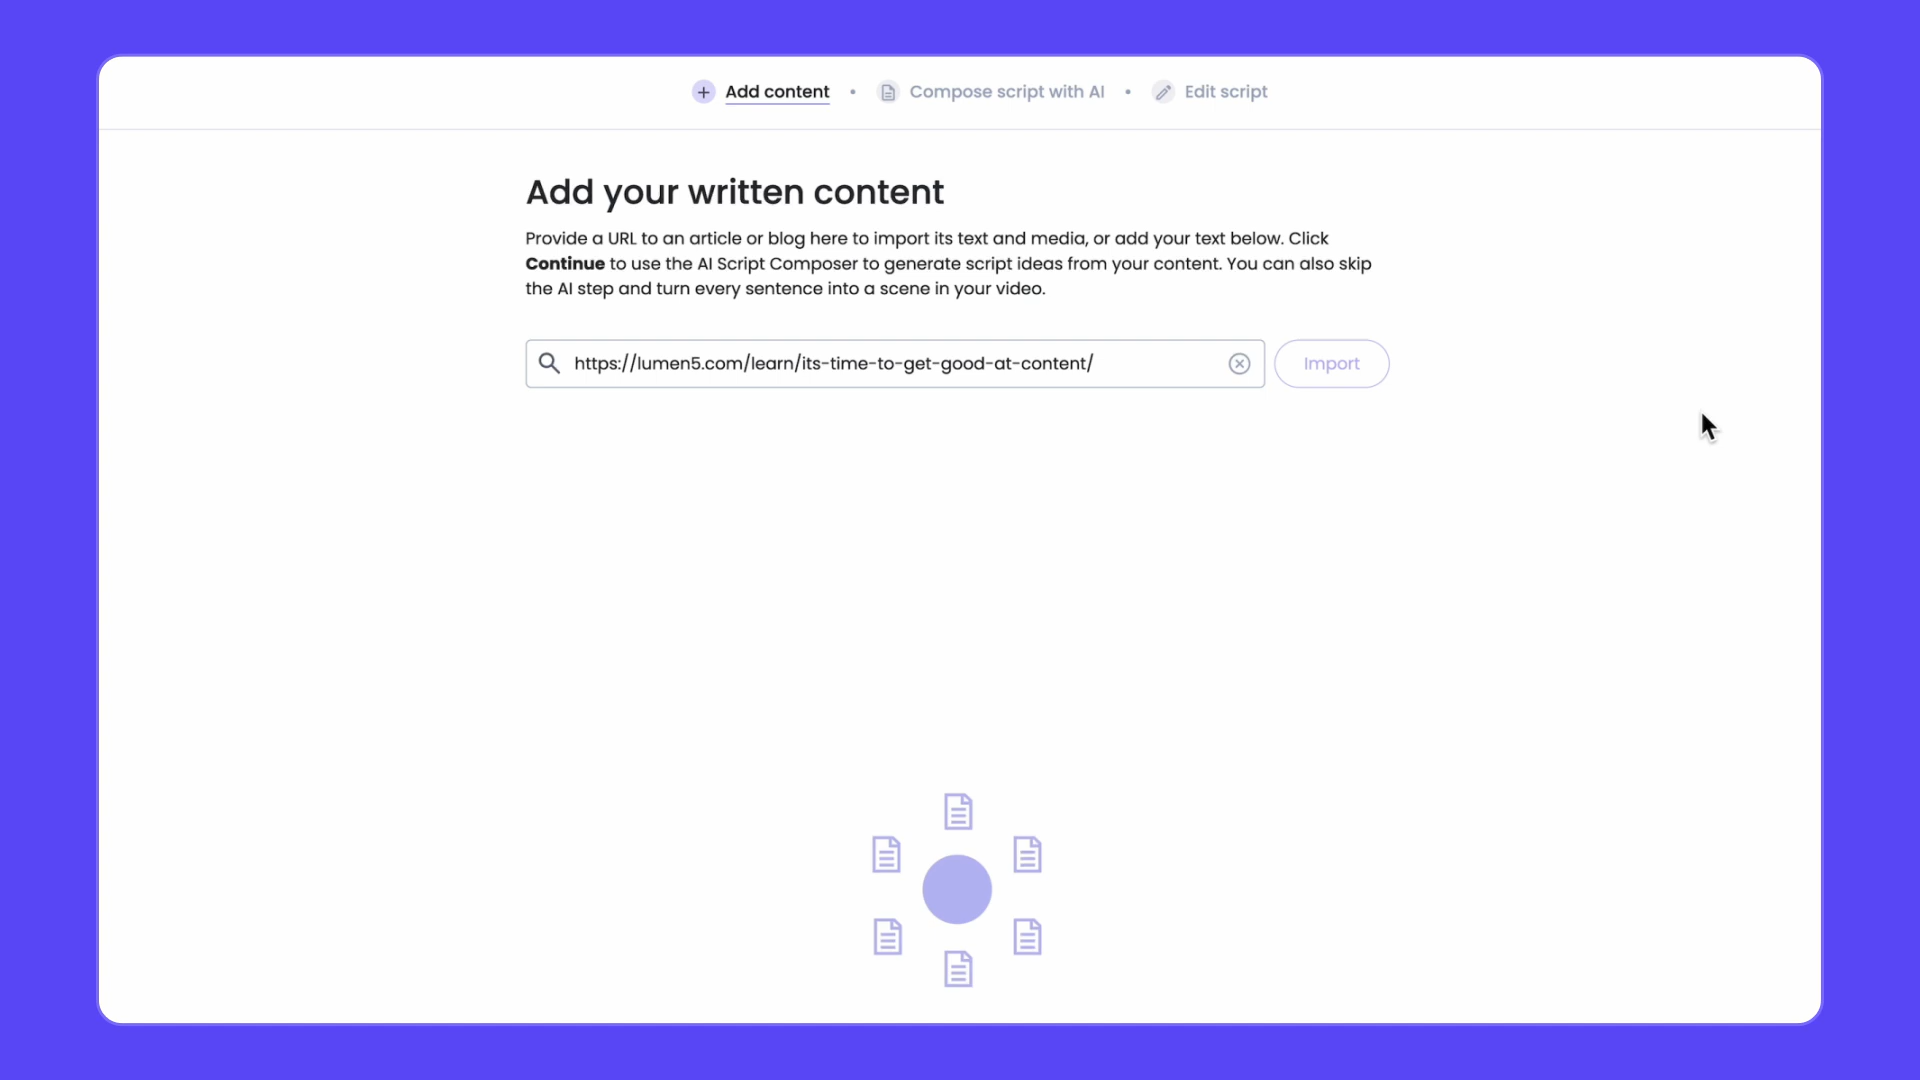 Add content • Compose script with AI • Edit script
Add your written content
Provide a URL to an article or blog here to import its text and media, or add your text below. Click
Continue to use the AI Script Composer to generate script ideas from your content. You can also skip
the AI step and turn every sentence into a scene in your video.
https://lumen5.com/learn/its-time-to-get-good-at-content/ Import